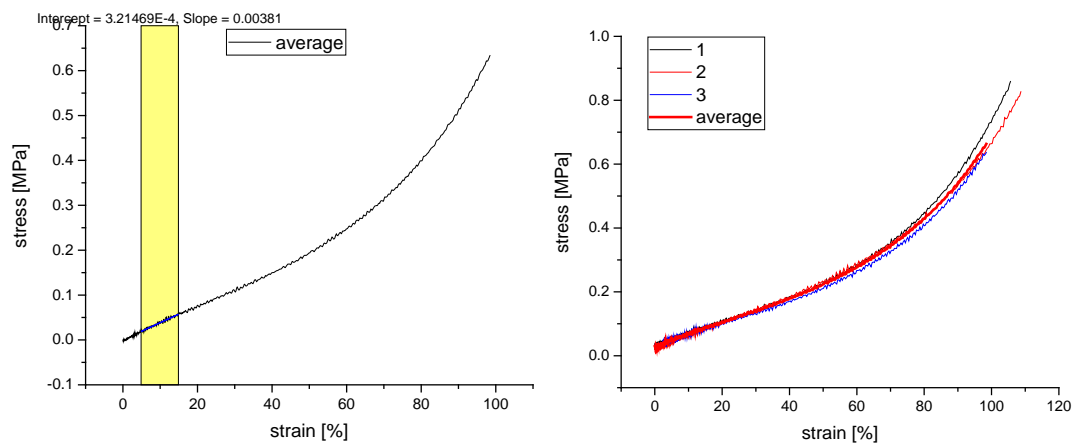 Intercept = 3.21469E-4, Slope = 0.00381
0.7
0.6
0.5
0.4
0.3
0.2
0.1
0.0
-0.1
stress [MPa]
average
0 20 40 60 80 100
strain [%]
1.0
0.8
0.6
0.4
0.2
0.0
stress [MPa]
1
2
3
average
0 20 40 60 80 100 120
strain [%]